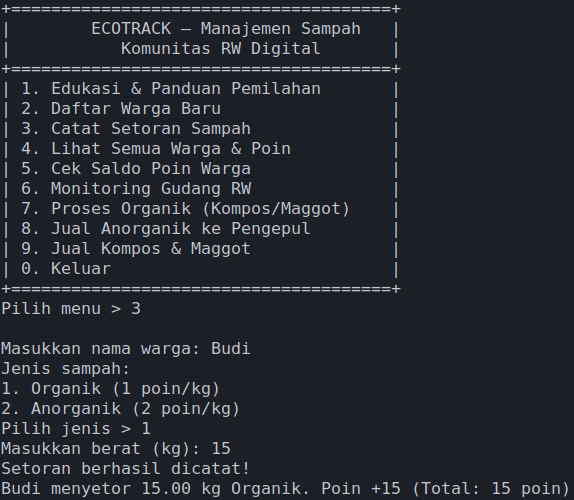 +======================================+
|        ECOTRACK — Manajemen Sampah   |
|           Komunitas RW Digital       |
+======================================+
| 1. Edukasi & Panduan Pemilahan       |
| 2. Daftar Warga Baru                 |
| 3. Catat Setoran Sampah              |
| 4. Lihat Semua Warga & Poin          |
| 5. Cek Saldo Poin Warga              |
| 6. Monitoring Gudang RW              |
| 7. Proses Organik (Kompos/Maggot)    |
| 8. Jual Anorganik ke Pengepul        |
| 9. Jual Kompos & Maggot              |
| 0. Keluar                            |
+======================================+
Pilih menu > 3

Masukkan nama warga: Budi
Jenis sampah:
1. Organik (1 poin/kg)
2. Anorganik (2 poin/kg)
Pilih jenis > 1
Masukkan berat (kg): 15
Setoran berhasil dicatat!
Budi menyetor 15.00 kg Organik. Poin +15 (Total: 15 poin)